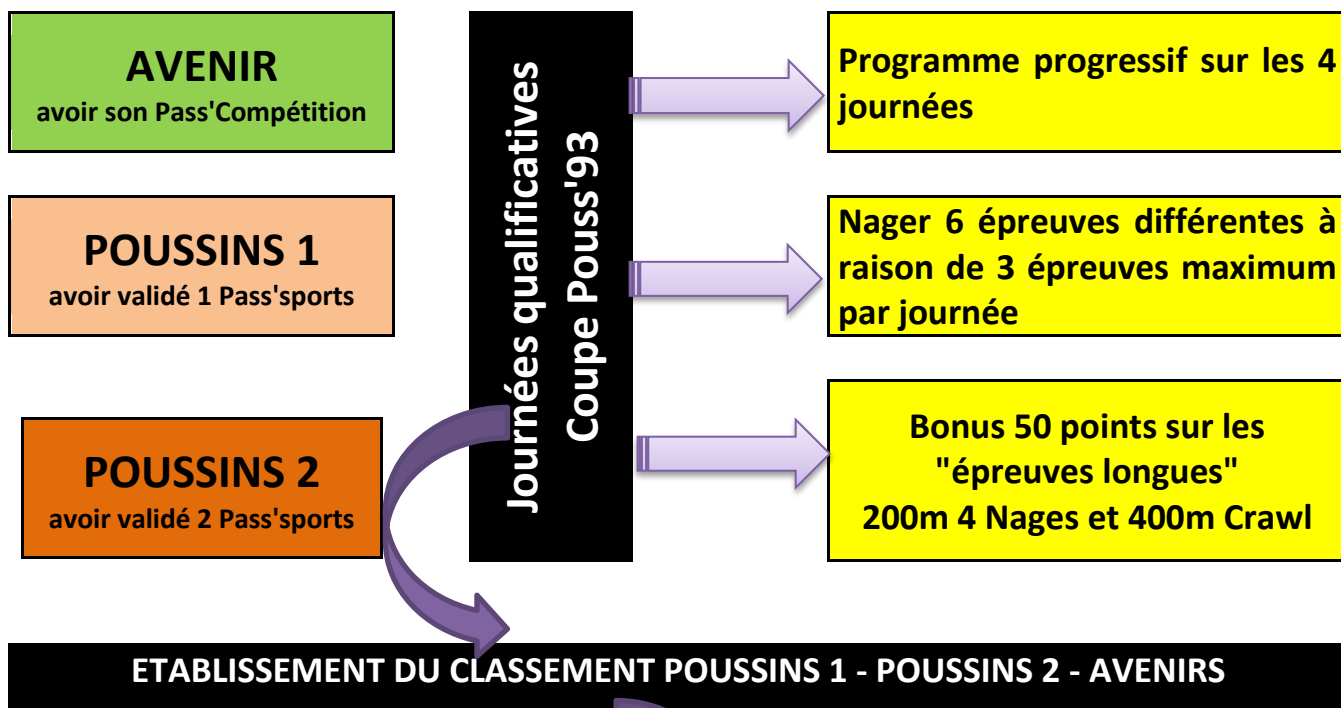 AVENIR
avoir son Pass'Compétition
POUSSINS 1
avoir validé 1 Pass'sports
POUSSINS 2
avoir validé 2 Pass'sports
Journées qualificatives
Coupe Pouss'93
Programme progressif sur les 4
journées
Nager 6 épreuves différentes à
raison de 3 épreuves maximum
par journée
Bonus 50 points sur les
"épreuves longues"
200m 4 Nages et 400m Crawl
ETABLISSEMENT DU CLASSEMENT POUSSINS 1 - POUSSINS 2 - AVENIRS